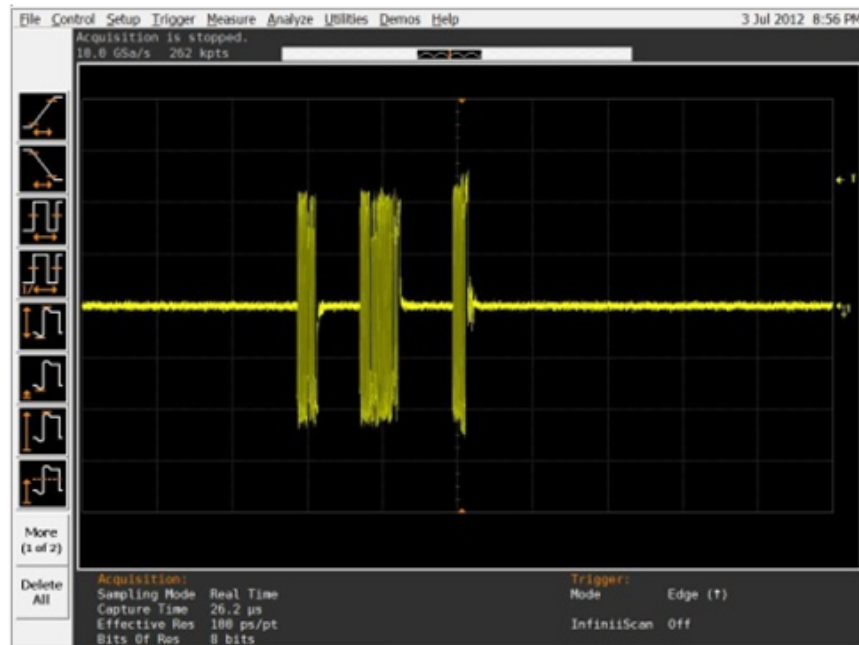 File Control Setup Trigger Measure Analyze Utilities Demos Help 3 Jul 2012 8:56 PM
Acquisition is stopped.
10.0 GSa/s 262 kpts
More
(1 of 2)
Delete
All
Acquisition:
Sampling Mode Real Time
Capture Time 26.2 μs
Effective Res 100 ps/pt
Bits Of Res 8 bits
Trigger:
Mode Edge (↑)
InfiniiScan Off